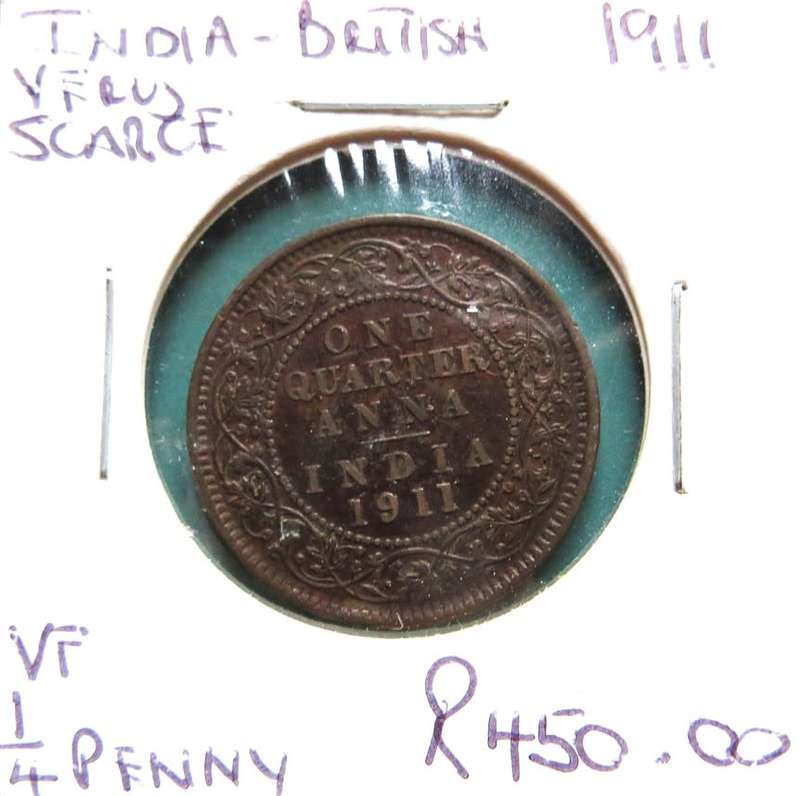 INDIA - BRITISH 1911
VERY
SCARCE
ONE
QUARTER
ANNA
INDIA
1911
VF
1/4 PENNY
R450.00